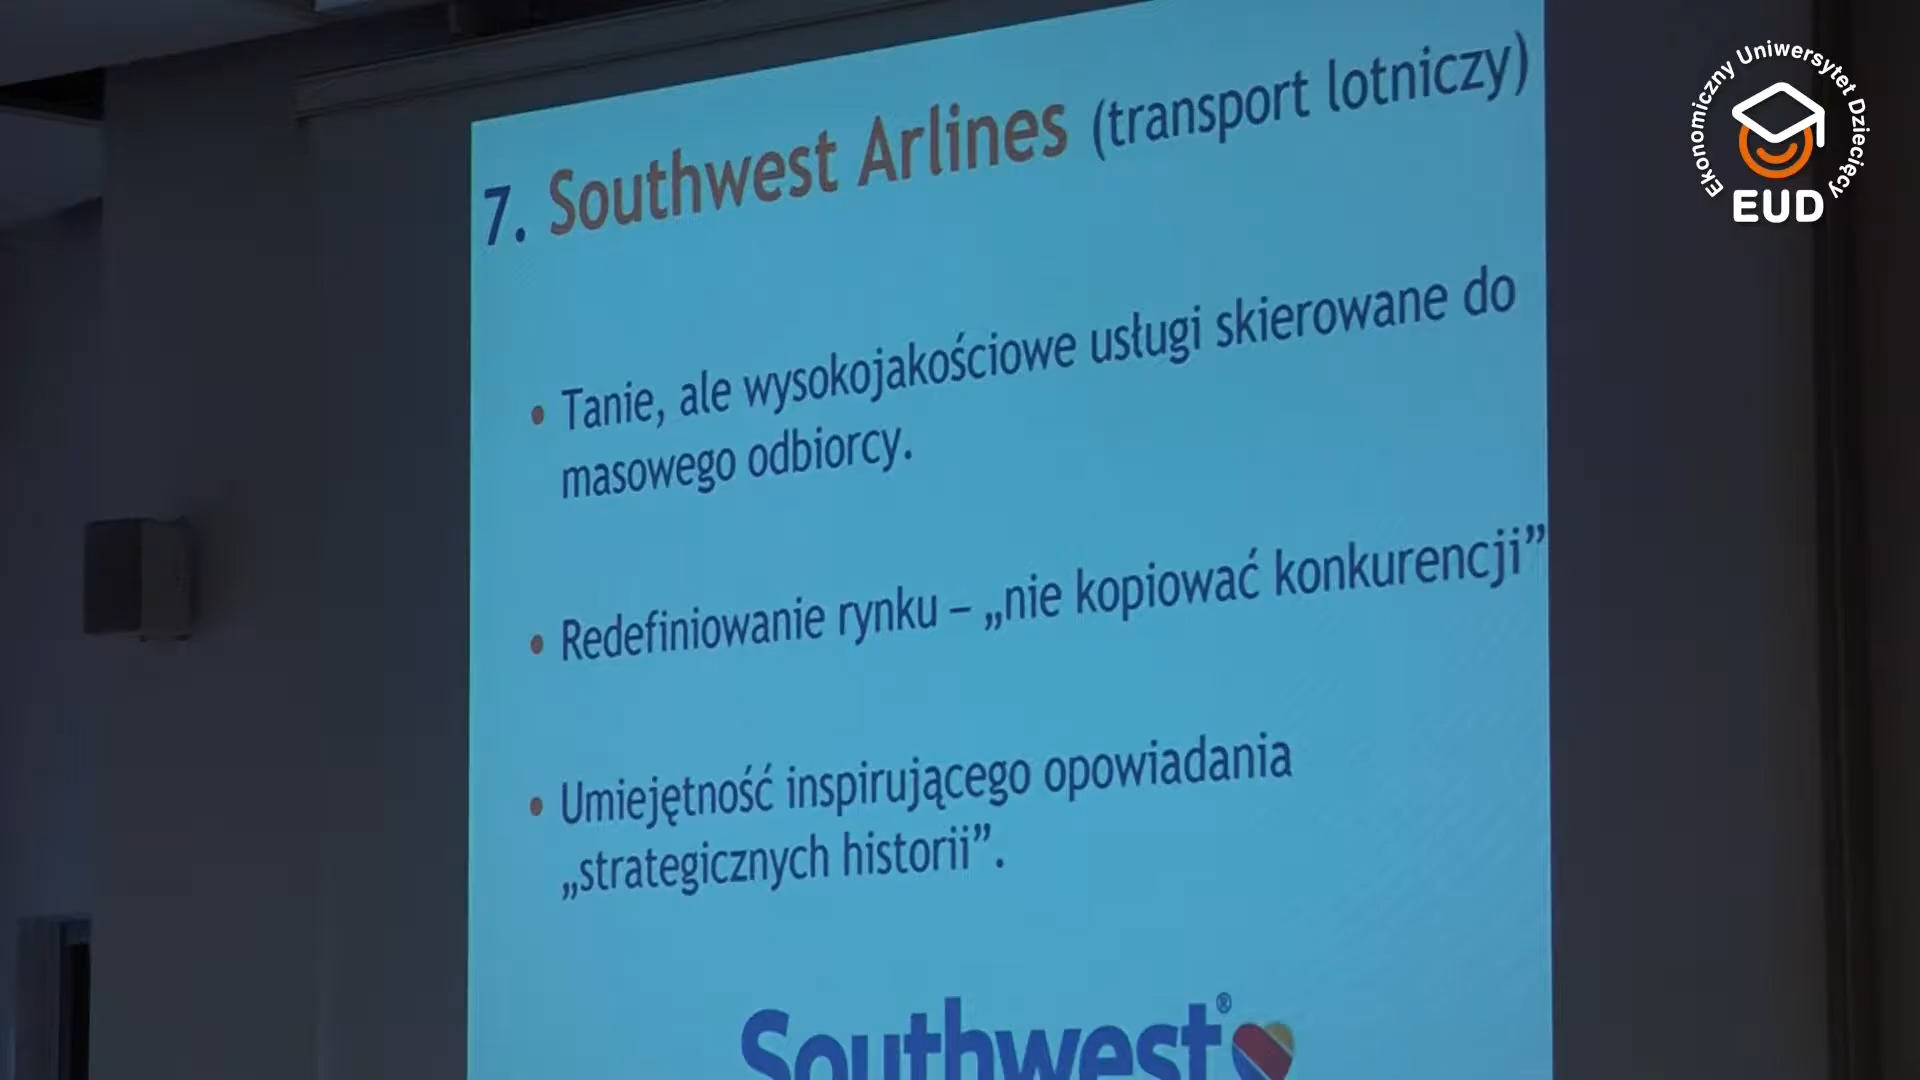 7. Southwest Arlines (transport lotniczy)
• Tanie, ale wysokojakościowe usługi skierowane do
masowego odbiorcy.
• Redefiniowanie rynku – „nie kopiować konkurencji”
• Umiejętność inspirującego opowiadania
„strategicznych historii”.
Southwest®
Ekonomiczny Uniwersytet Dziecięcy
EUD